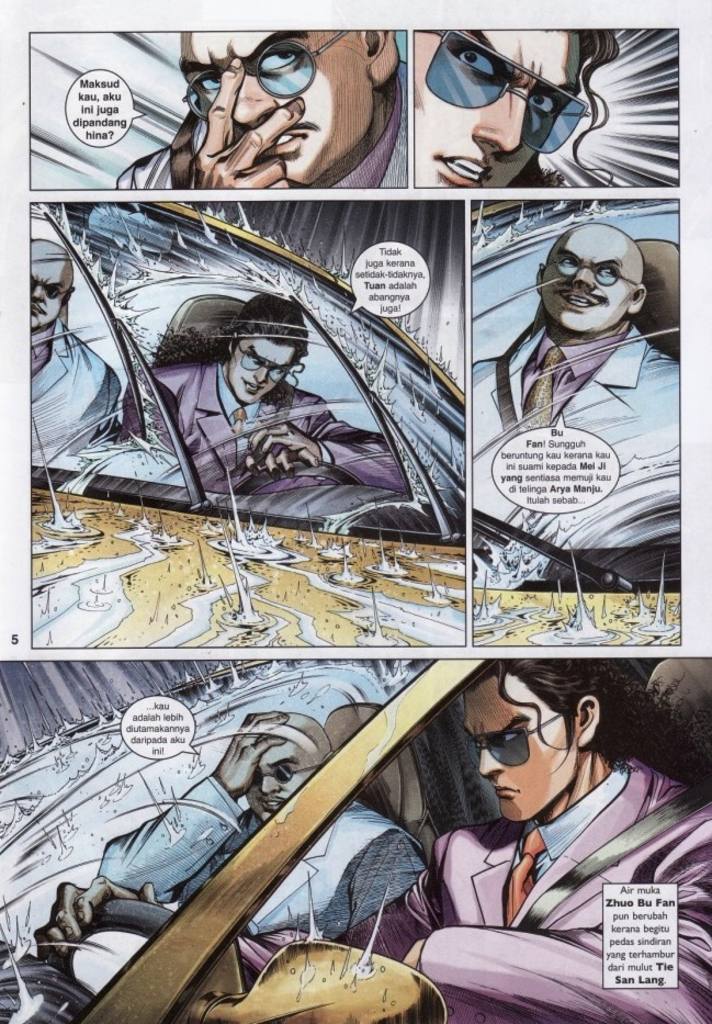 Maksud
kau, aku
ini juga
dipandang
hina?
Tidak
juga kerana
setidak-tidaknya,
Tuan adalah
abangnya
juga!
Bu
Fan! Sungguh
beruntung kau kerana kau
ini suami kepada Mei Ji
yang sentiasa memuji kau
di telinga Arya Manju.
Itulah sebab...
5
...kau
adalah lebih
diutamakannya
daripada aku
ini!
Air muka
Zhuo Bu Fan
pun berubah
kerana begitu
pedas sindiran
yang terhambur
dari mulut Tie
San Lang.